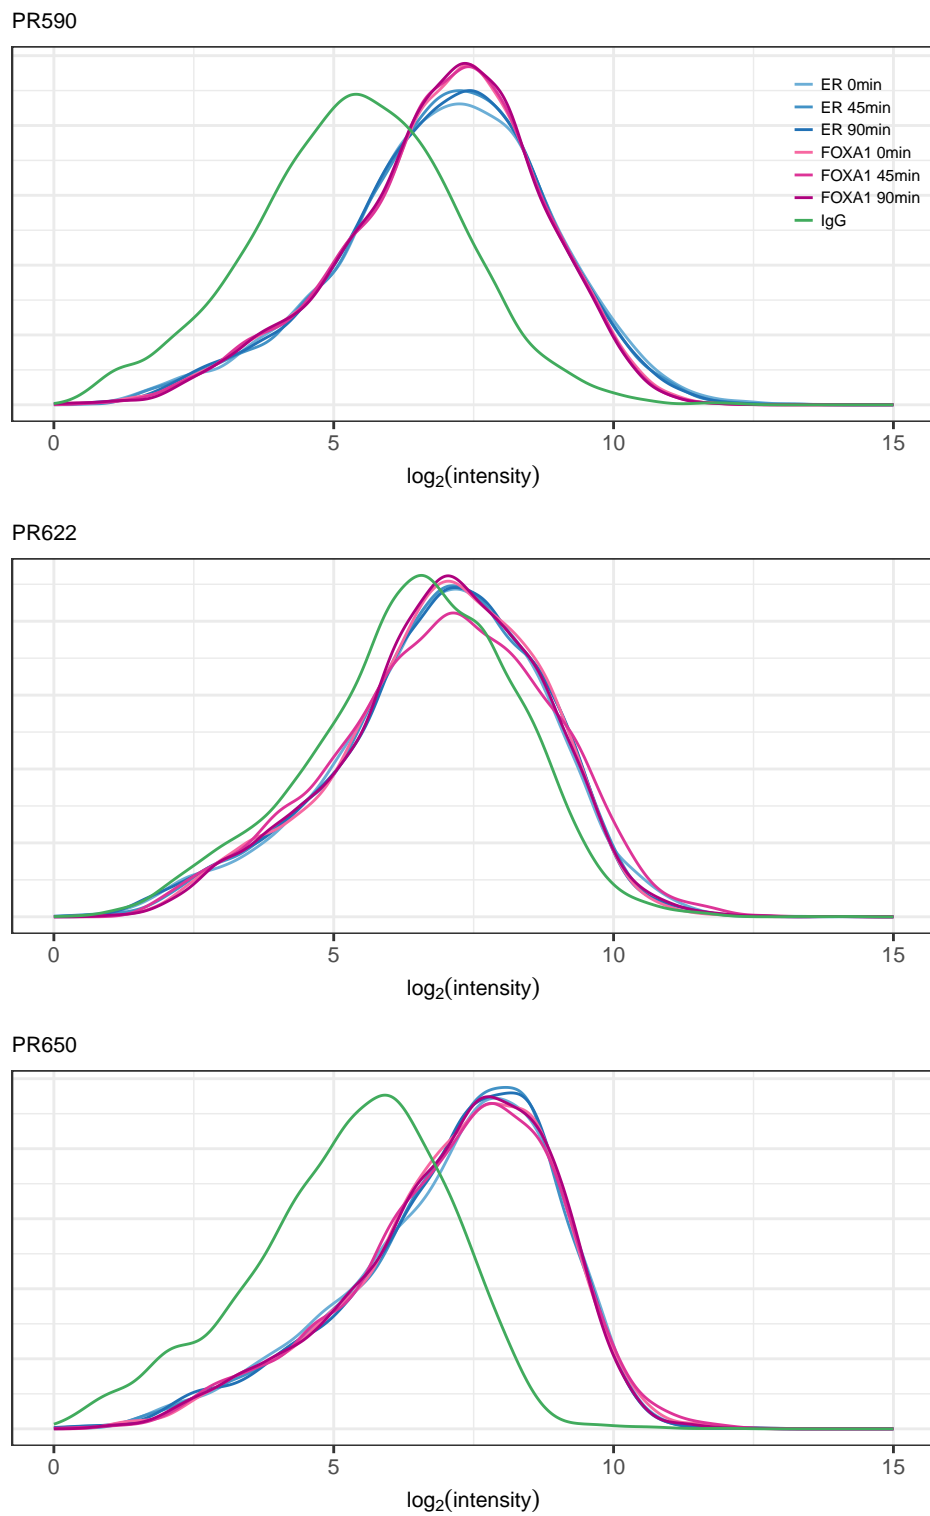 PR590
ER 0min
ER 45min
ER 90min
FOXA1 0min
FOXA1 45min
FOXA1 90min
IgG
0 5 10 15
log₂(intensity)
PR622
0 5 10 15
log₂(intensity)
PR650
0 5 10 15
log₂(intensity)